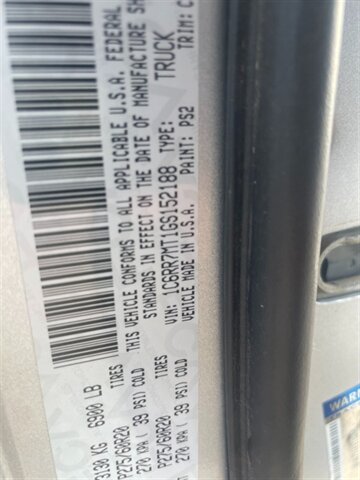 3130 KG 6900 LB
TIRES
P275/60R20
270 KPA ( 39 PSI) COLD
P275/60R20 TIRES
270 KPA ( 39 PSI) COLD
THIS VEHICLE CONFORMS TO ALL APPLICABLE U.S.A. FEDERAL
STANDARDS IN EFFECT ON THE DATE OF MANUFACTURE SH
VIN: 1C6RR7MT1GS152188 TYPE: TRUCK
VEHICLE MADE IN U.S.A. PAINT: PS2 TRIM: C
WARN